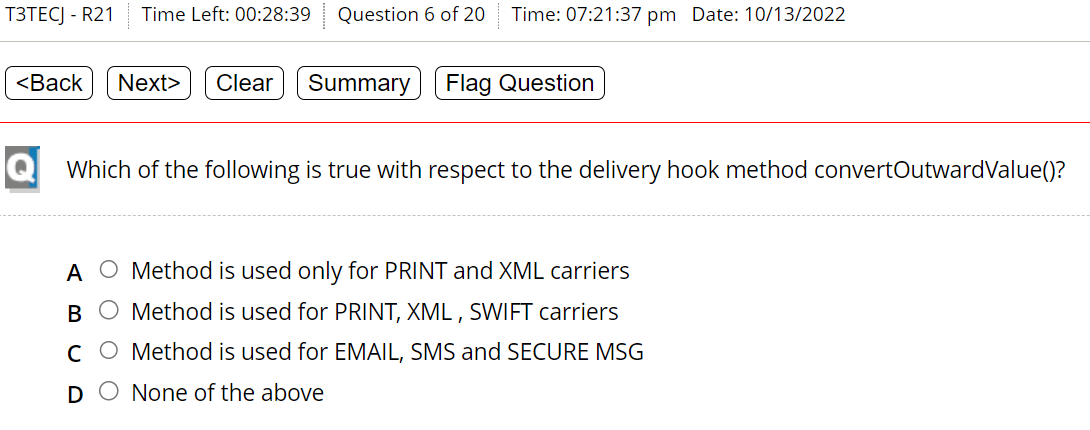 T3TECJ - R21 Time Left: 00:28:39 Question 6 of 20 Time: 07:21:37 pm Date: 10/13/2022
<Back Next> Clear Summary Flag Question
Q Which of the following is true with respect to the delivery hook method convertOutwardValue()?
A Method is used only for PRINT and XML carriers
B Method is used for PRINT, XML , SWIFT carriers
C Method is used for EMAIL, SMS and SECURE MSG
D None of the above